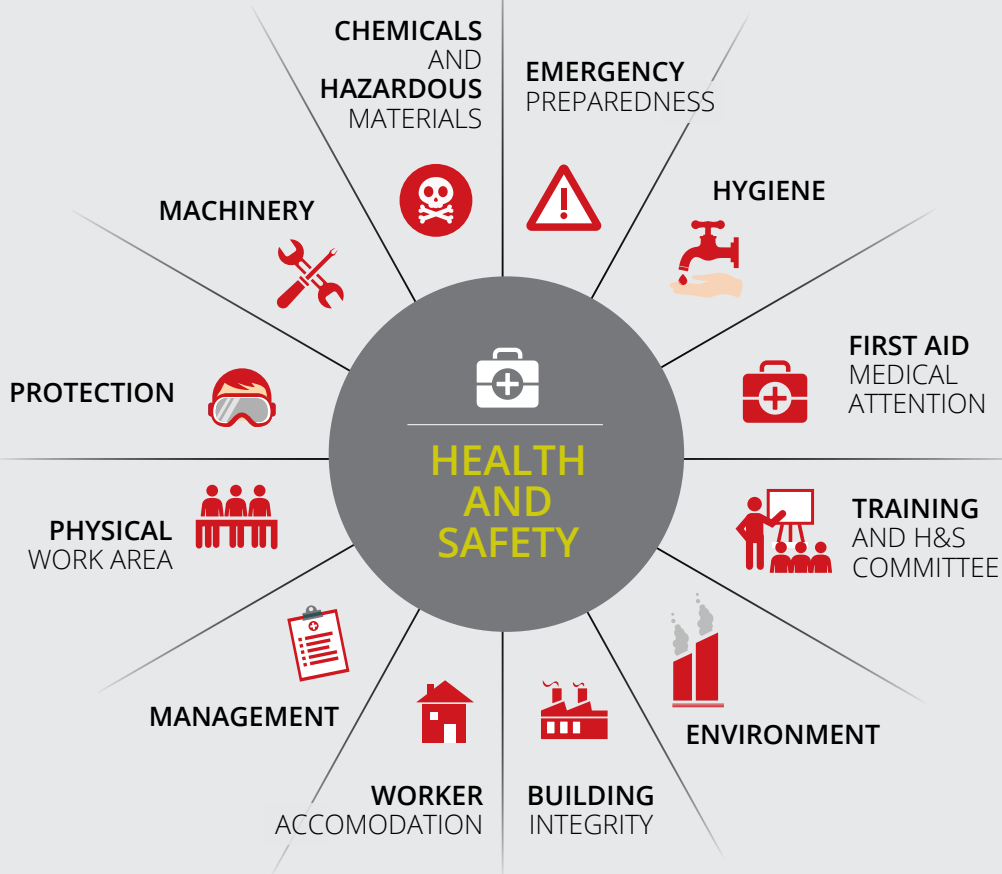 CHEMICALS
AND
HAZARDOUS
MATERIALS
EMERGENCY
PREPAREDNESS
HYGIENE
FIRST AID
MEDICAL
ATTENTION
TRAINING
AND H&S
COMMITTEE
ENVIRONMENT
BUILDING
INTEGRITY
WORKER
ACCOMODATION
MANAGEMENT
PHYSICAL
WORK AREA
PROTECTION
MACHINERY
HEALTH
AND
SAFETY